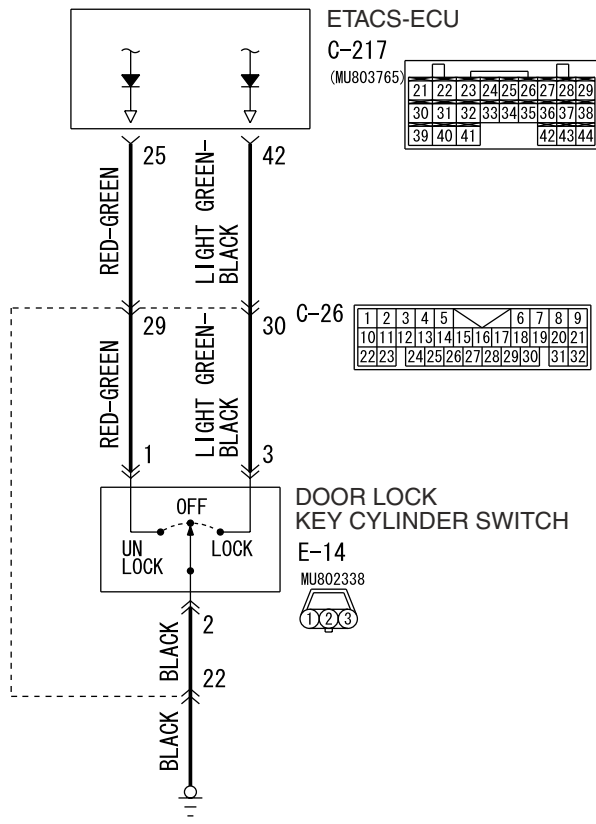 ETACS-ECU
C-217
(MU803765)
21 22 23 24 25 26 27 28 29
30 31 32 33 34 35 36 37 38
39 40 41 42 43 44
25
42
RED-GREEN
LIGHT GREEN-
BLACK
C-26
1 2 3 4 5 6 7 8 9
10 11 12 13 14 15 16 17 18 19 20 21
22 23 24 25 26 27 28 29 30 31 32
29
30
RED-GREEN
LIGHT GREEN-
BLACK
1
3
DOOR LOCK
KEY CYLINDER SWITCH
OFF
UN
LOCK
LOCK
E-14
MU802338
1 2 3
2
BLACK
22
BLACK